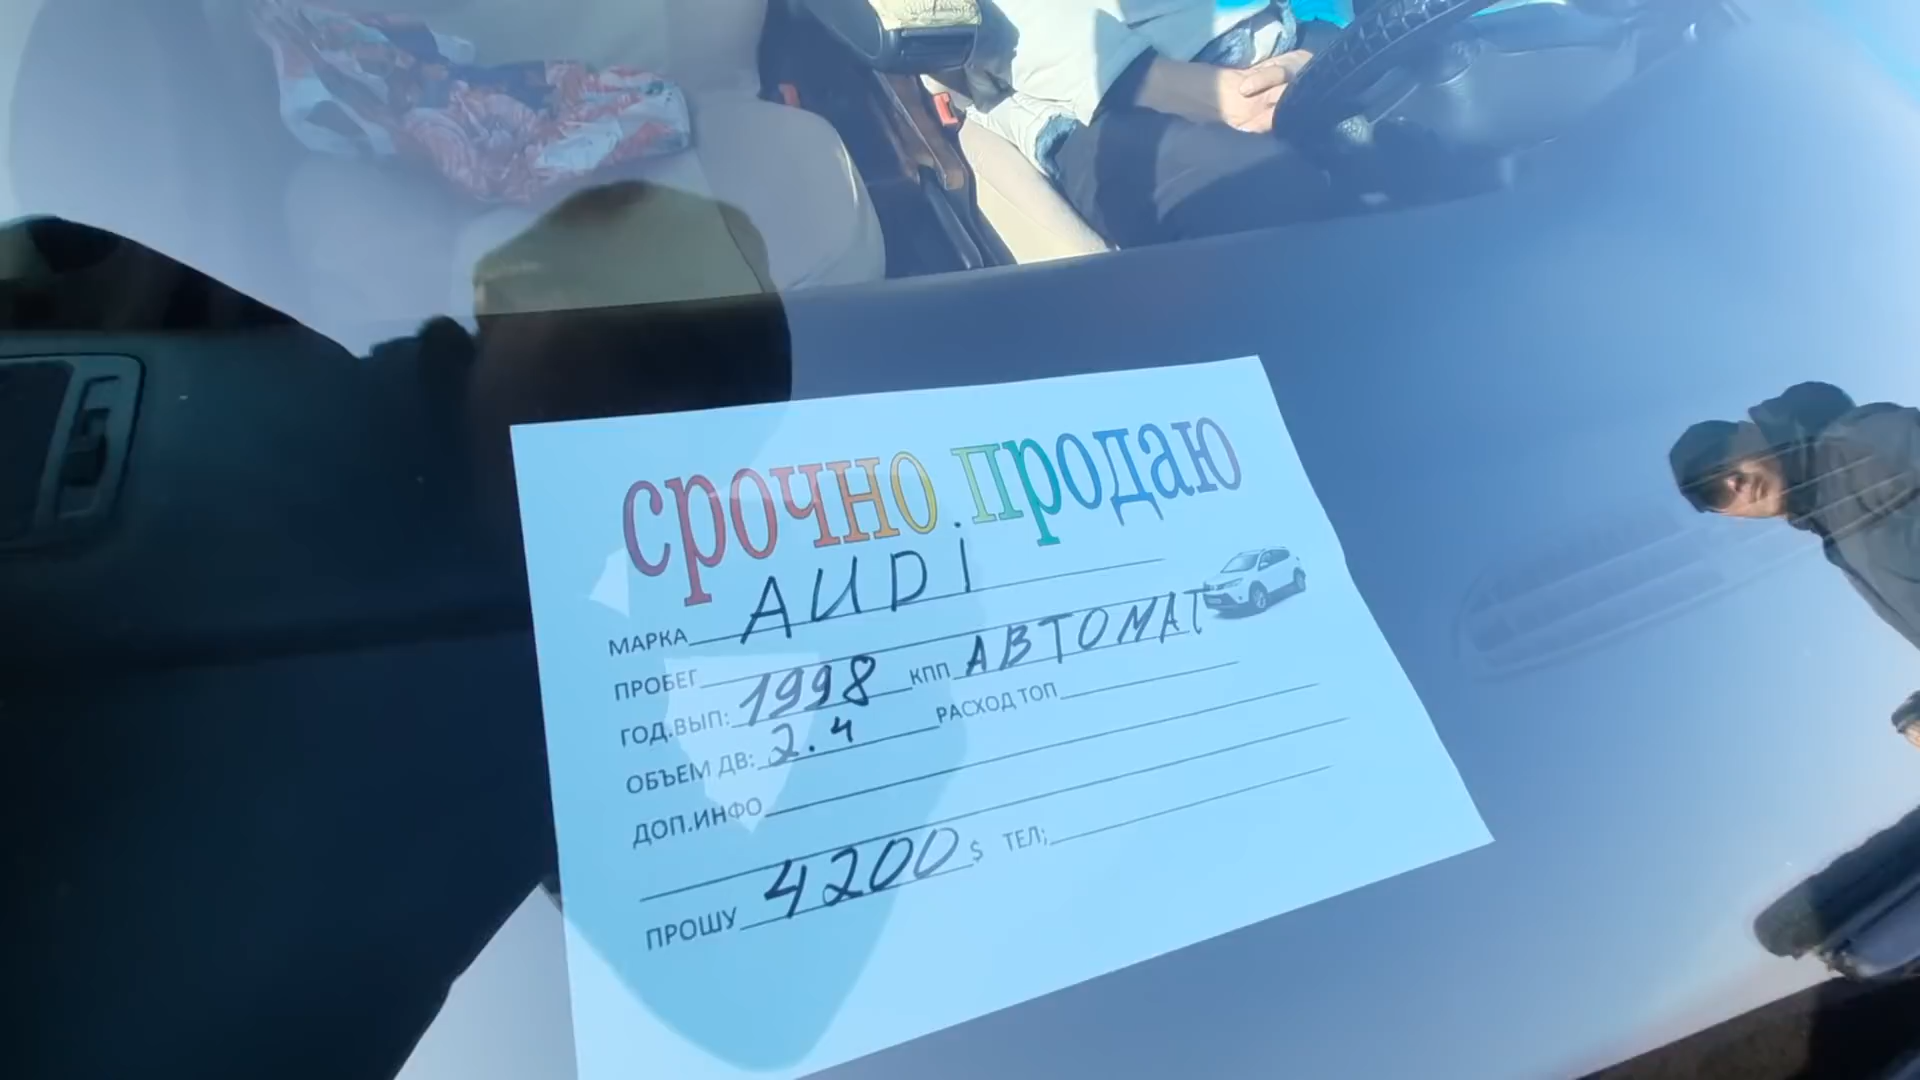 срочно продаю
МАРКА AUDI
ПРОБЕГ
ГОД.ВЫП: 1998 КПП АВТОМАТ
ОБЪЕМ ДВ: 2.4 РАСХОД ТОП
ДОП.ИНФО
ПРОШУ 4200 $ ТЕЛ;